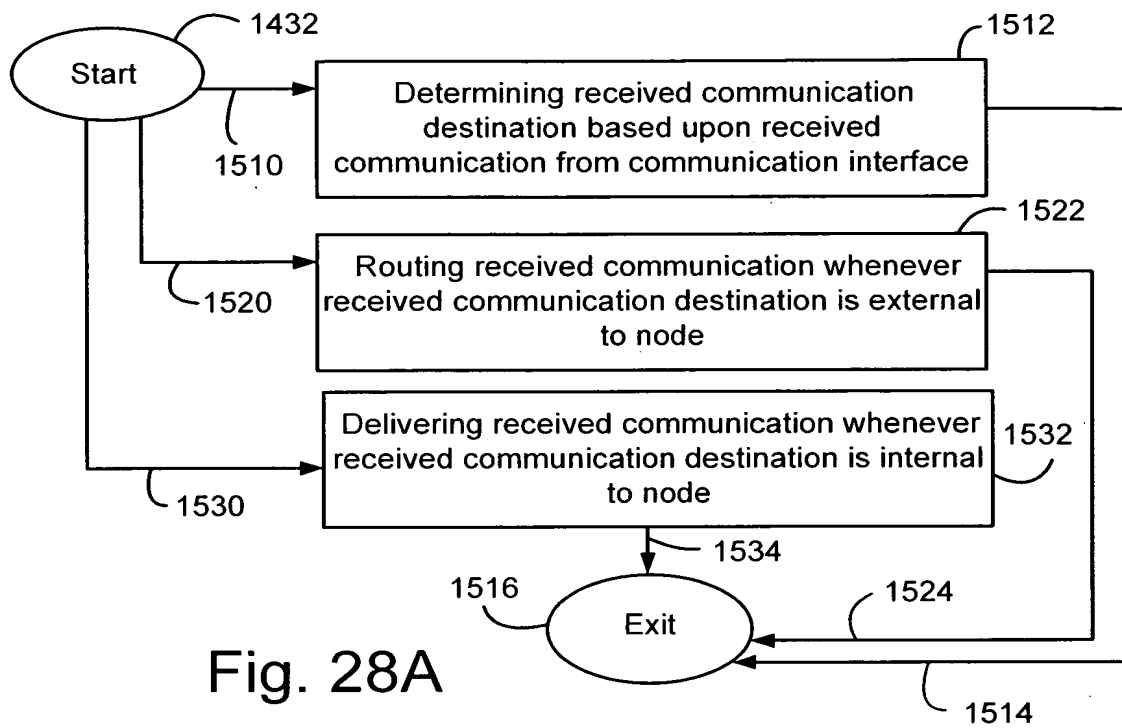 1432
Start
1512
Determining received communication
destination based upon received
communication from communication interface
1510
1522
Routing received communication whenever
received communication destination is external
to node
1520
Delivering received communication whenever
received communication destination is internal
to node
1532
1530
1534
1516
Exit
1524
Fig. 28A
1514